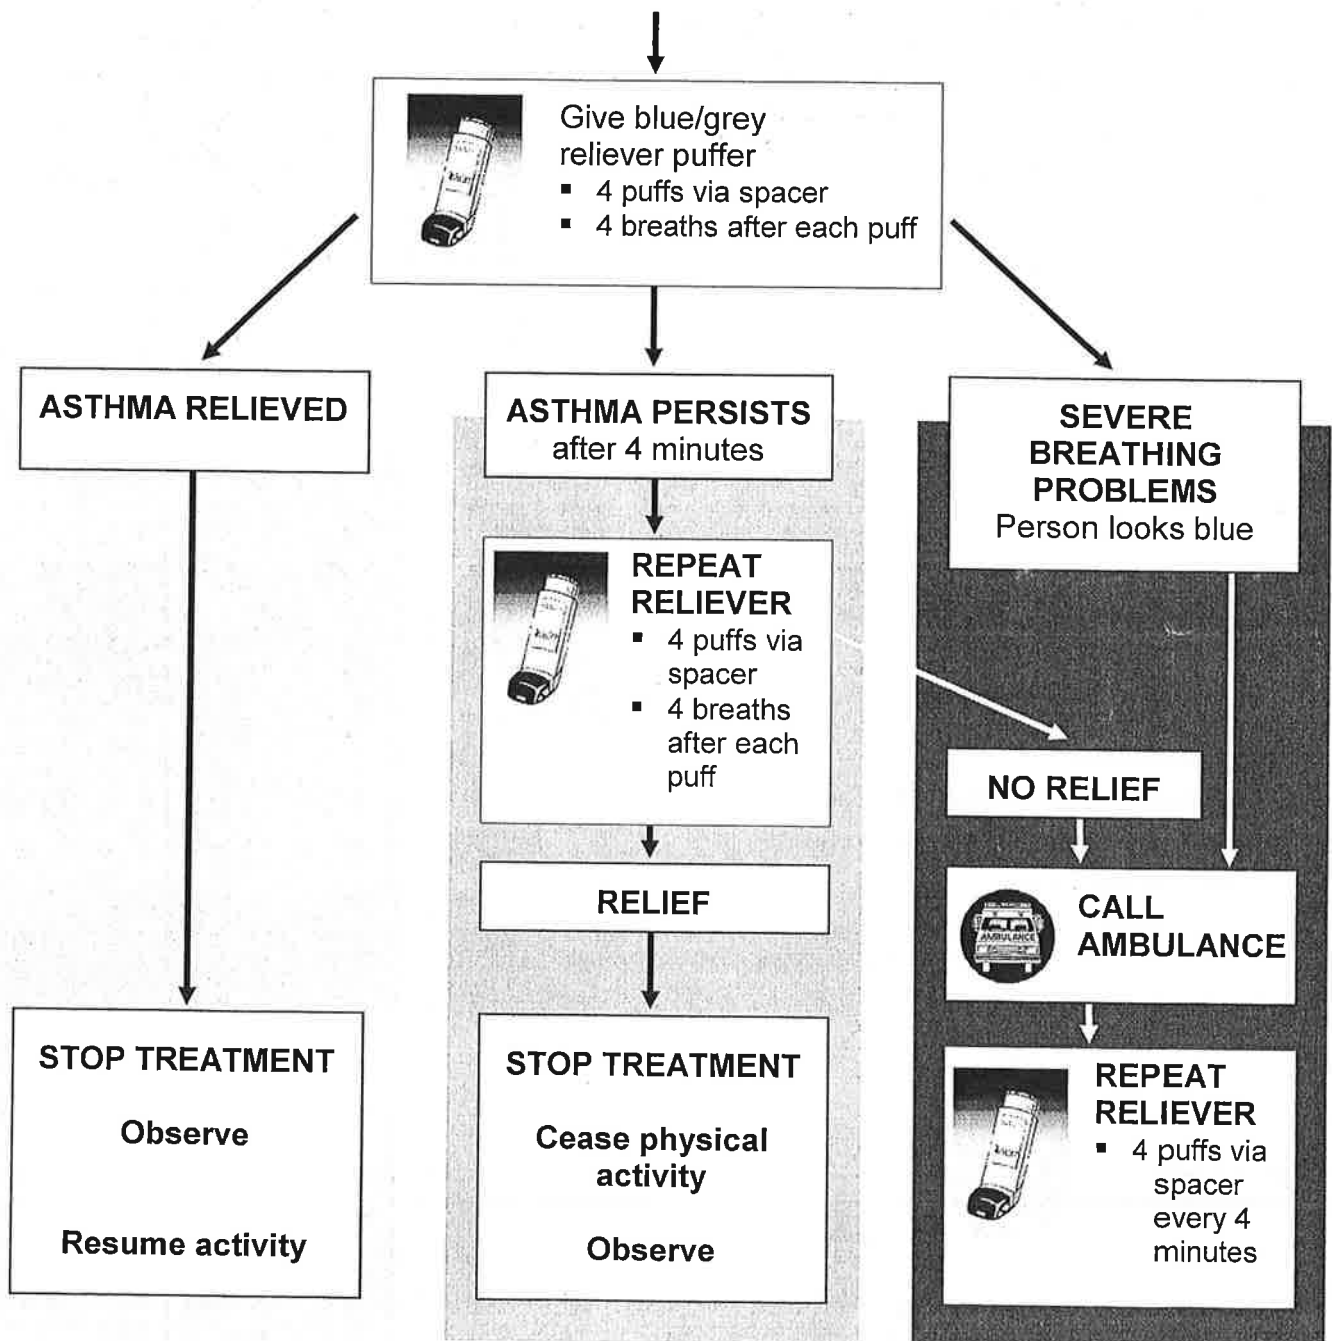 Give blue/grey
reliever puffer
▪ 4 puffs via spacer
▪ 4 breaths after each puff
ASTHMA RELIEVED
STOP TREATMENT
Observe
Resume activity
ASTHMA PERSISTS
after 4 minutes
REPEAT
RELIEVER
▪ 4 puffs via
spacer
▪ 4 breaths
after each
puff
RELIEF
STOP TREATMENT
Cease physical
activity
Observe
SEVERE
BREATHING
PROBLEMS
Person looks blue
NO RELIEF
AMBULANCE
CALL
AMBULANCE
REPEAT
RELIEVER
▪ 4 puffs via
spacer
every 4
minutes